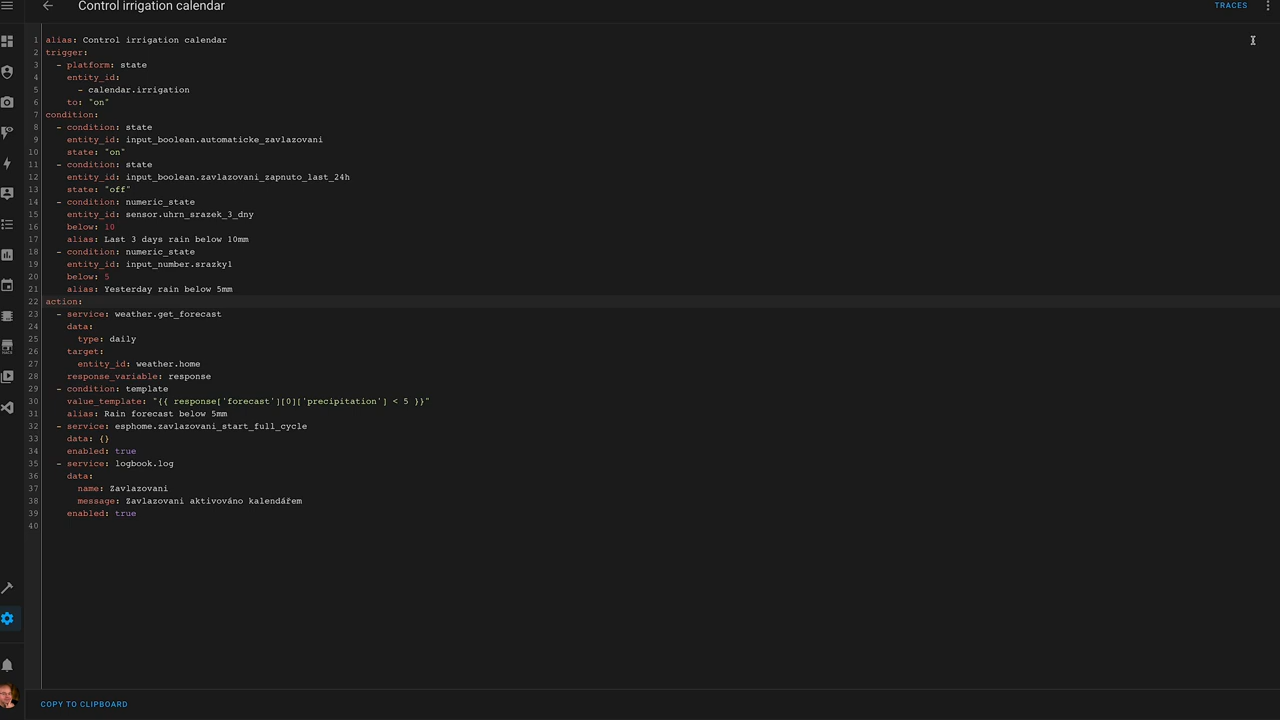 Control irrigation calendar
TRACES
1 alias: Control irrigation calendar
2 trigger:
3   - platform: state
4     entity_id:
5       - calendar.irrigation
6     to: "on"
7 condition:
8   - condition: state
9     entity_id: input_boolean.automaticke_zavlazovani
10     state: "on"
11   - condition: state
12     entity_id: input_boolean.zavlazovani_zapnuto_last_24h
13     state: "off"
14   - condition: numeric_state
15     entity_id: sensor.uhrn_srazek_3_dny
16     below: 10
17     alias: Last 3 days rain below 10mm
18   - condition: numeric_state
19     entity_id: input_number.srazky1
20     below: 5
21     alias: Yesterday rain below 5mm
22 action:
23   - service: weather.get_forecast
24     data:
25       type: daily
26     target:
27       entity_id: weather.home
28     response_variable: response
29   - condition: template
30     value_template: "{{ response['forecast'][0]['precipitation'] < 5 }}"
31     alias: Rain forecast below 5mm
32   - service: esphome.zavlazovani_start_full_cycle
33     data: {}
34     enabled: true
35   - service: logbook.log
36     data:
37       name: Zavlazovani
38       message: Zavlazovani aktivováno kalendářem
39     enabled: true
40
COPY TO CLIPBOARD